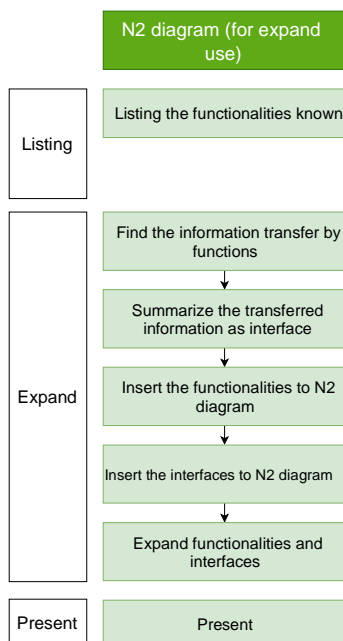 N2 diagram (for expand
use)
Listing
Listing the functionalities known
Expand
Find the information transfer by
functions
Summarize the transferred
information as interface
Insert the functionalities to N2
diagram
Insert the interfaces to N2 diagram
Expand functionalities and
interfaces
Present
Present